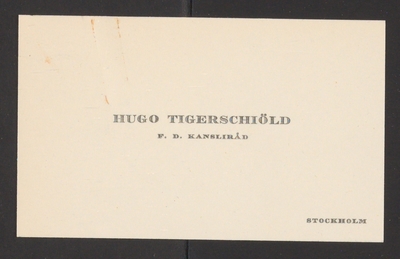 HUGO TIGERSCHIÖLD
F. D. KANSLIRÅD
STOCKHOLM